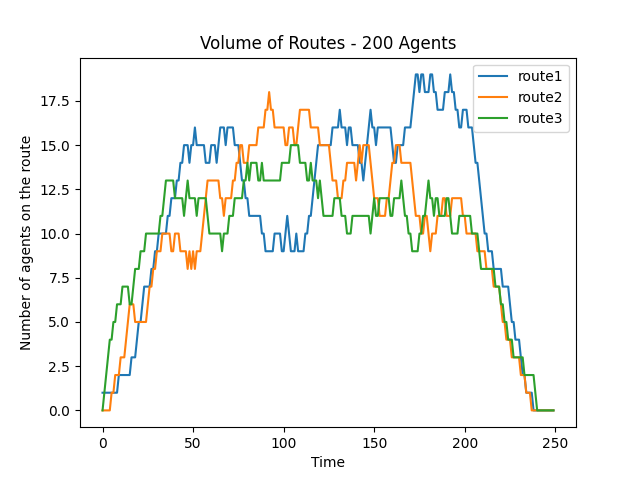 Volume of Routes - 200 Agents
route1
route2
route3
Number of agents on the route
17.5
15.0
12.5
10.0
7.5
5.0
2.5
0.0
0 50 100 150 200 250
Time